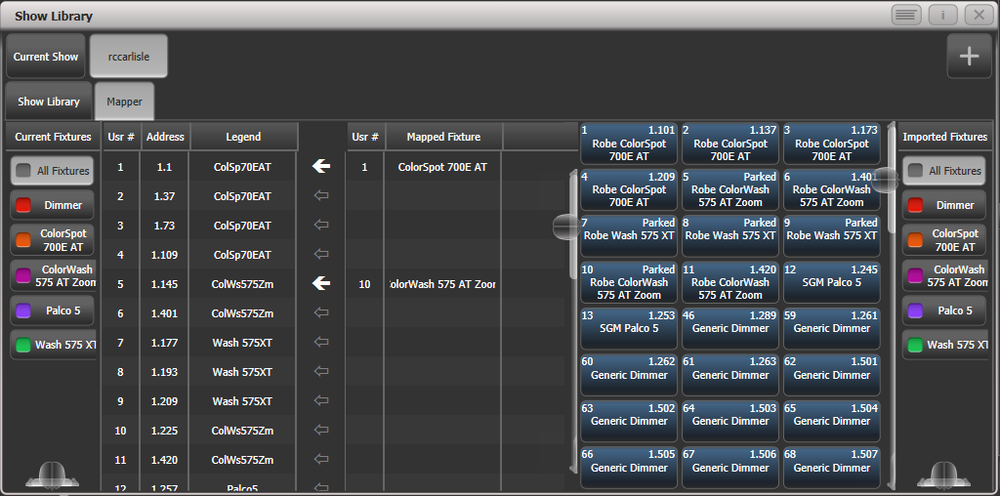 Show Library
i
Current Show
rccarlisle
Show Library
Mapper
Current Fixtures
All Fixtures
Dimmer
ColorSpot
700E AT
ColorWash
575 AT Zoom
Palco 5
Wash 575 XT
Usr # Address Legend
1 1.1 ColSp70EAT
2 1.37 ColSp70EAT
3 1.73 ColSp70EAT
4 1.109 ColSp70EAT
5 1.145 ColWs575Zm
6 1.401 ColWs575Zm
7 1.177 Wash 575XT
8 1.193 Wash 575XT
9 1.209 Wash 575XT
10 1.225 ColWs575Zm
11 1.420 ColWs575Zm
12 1.257 Palco5
Usr # Mapped Fixture
1 ColorSpot 700E AT
10 ColorWash 575 AT Zoom
1 1.101
Robe ColorSpot
700E AT
2 1.137
Robe ColorSpot
700E AT
3 1.173
Robe ColorSpot
700E AT
4 1.209
Robe ColorSpot
700E AT
5 Parked
Robe ColorWash
575 AT Zoom
6 1.401
Robe ColorWash
575 AT Zoom
7 Parked
Robe Wash 575 XT
8 Parked
Robe Wash 575 XT
9 Parked
Robe Wash 575 XT
10 Parked
Robe ColorWash
575 AT Zoom
11 1.420
Robe ColorWash
575 AT Zoom
12 1.245
SGM Palco 5
13 1.253
SGM Palco 5
46 1.289
Generic Dimmer
59 1.261
Generic Dimmer
60 1.262
Generic Dimmer
61 1.263
Generic Dimmer
62 1.501
Generic Dimmer
63 1.502
Generic Dimmer
64 1.503
Generic Dimmer
65 1.504
Generic Dimmer
66 1.505
Generic Dimmer
67 1.506
Generic Dimmer
68 1.507
Generic Dimmer
Imported Fixtures
All Fixtures
Dimmer
ColorSpot
700E AT
ColorWash
575 AT Zoom
Palco 5
Wash 575 XT